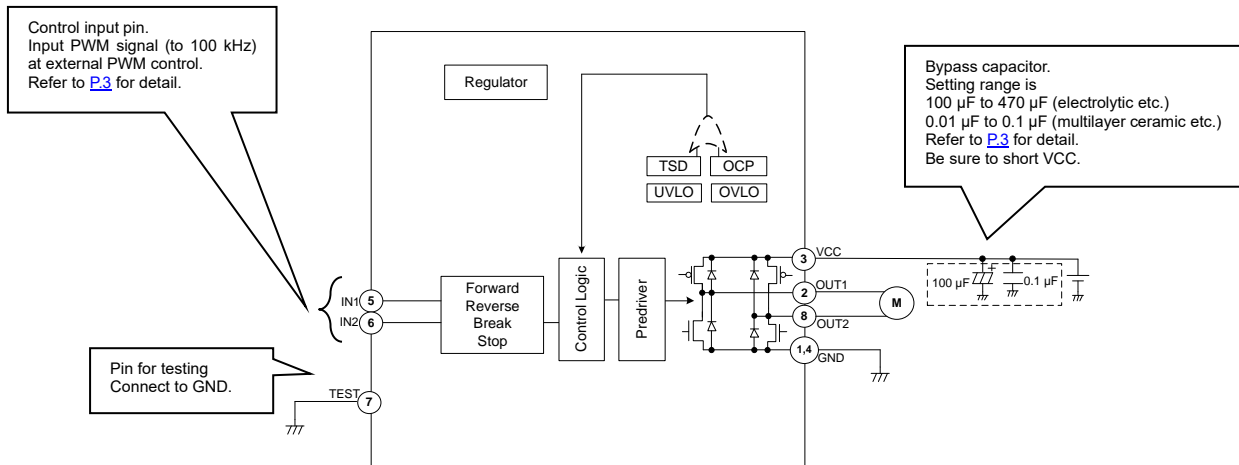 Control input pin.
Input PWM signal (to 100 kHz)
at external PWM control.
Refer to P.3 for detail.
Bypass capacitor.
Setting range is
100 µF to 470 µF (electrolytic etc.)
0.01 µF to 0.1 µF (multilayer ceramic etc.)
Refer to P.3 for detail.
Be sure to short VCC.
Regulator
TSD
OCP
UVLO
OVLO
IN1
5
IN2
6
Forward
Reverse
Break
Stop
Control Logic
Predriver
3
VCC
2
OUT1
8
OUT2
1,4
GND
M
100 µF
+
0.1 µF
Pin for testing
Connect to GND.
TEST
7